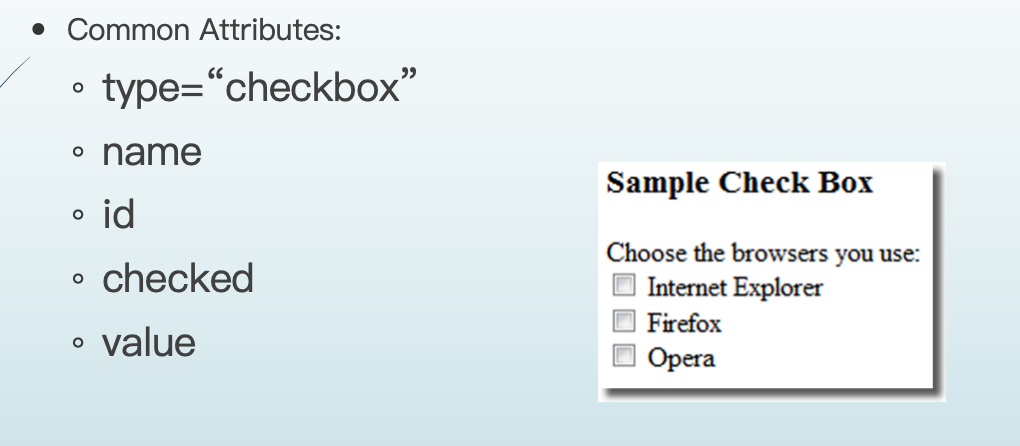 Common Attributes:
type=“checkbox”
name
id
checked
value
Sample Check Box
Choose the browsers you use:
Internet Explorer
Firefox
Opera